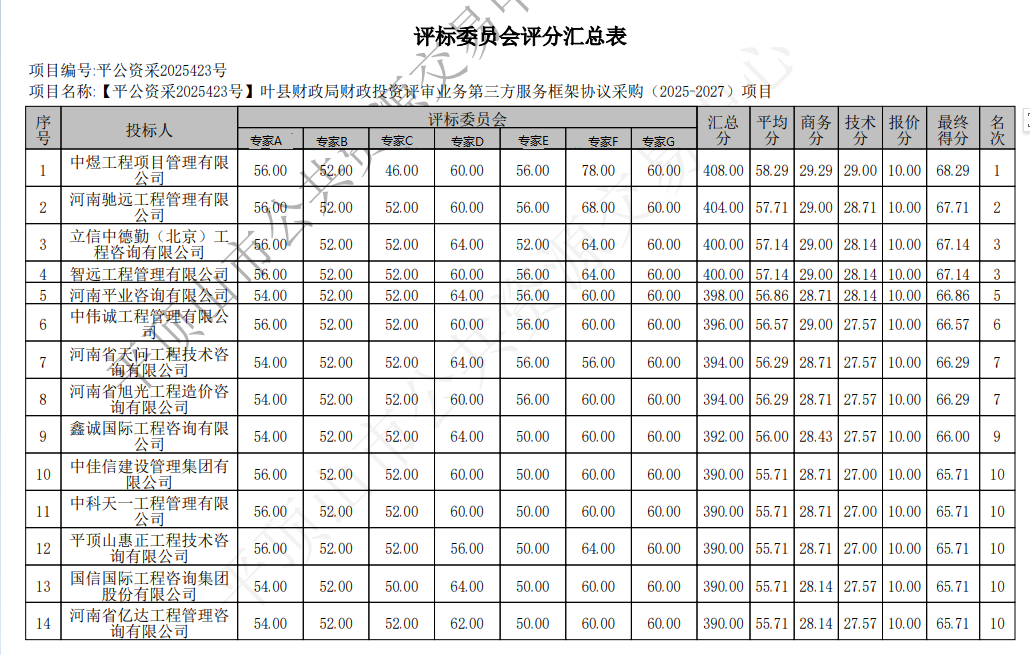 评标委员会评分汇总表
项目编号:平公资采2025423号
项目名称:【平公资采2025423号】叶县财政局财政投资评审业务第三方服务框架协议采购（2025-2027）项目
序号 投标人 评标委员会 汇总分 平均分 商务分 技术分 报价分 最终得分 名次
专家A 专家B 专家C 专家D 专家E 专家F 专家G
1 中煜工程项目管理有限公司 56.00 52.00 46.00 60.00 56.00 78.00 60.00 408.00 58.29 29.29 29.00 10.00 68.29 1
2 河南驰远工程管理有限公司 56.00 52.00 52.00 60.00 56.00 68.00 60.00 404.00 57.71 29.00 28.71 10.00 67.71 2
3 立信中德勤（北京）工程咨询有限公司 56.00 52.00 52.00 64.00 52.00 64.00 60.00 400.00 57.14 29.00 28.14 10.00 67.14 3
4 智远工程管理有限公司 56.00 52.00 52.00 60.00 56.00 64.00 60.00 400.00 57.14 29.00 28.14 10.00 67.14 3
5 河南平业咨询有限公司 54.00 52.00 52.00 64.00 56.00 60.00 60.00 398.00 56.86 28.71 28.14 10.00 66.86 5
6 中伟诚工程管理有限公司 56.00 52.00 52.00 60.00 56.00 60.00 60.00 396.00 56.57 29.00 27.57 10.00 66.57 6
7 河南省天问工程技术咨询有限公司 54.00 52.00 52.00 64.00 56.00 56.00 60.00 394.00 56.29 28.71 27.57 10.00 66.29 7
8 河南省旭光工程造价咨询有限公司 54.00 52.00 52.00 60.00 56.00 60.00 60.00 394.00 56.29 28.71 27.57 10.00 66.29 7
9 鑫诚国际工程咨询有限公司 54.00 52.00 52.00 64.00 50.00 60.00 60.00 392.00 56.00 28.43 27.57 10.00 66.00 9
10 中佳信建设管理集团有限公司 56.00 52.00 52.00 60.00 50.00 60.00 60.00 390.00 55.71 28.71 27.00 10.00 65.71 10
11 中科天一工程管理有限公司 56.00 52.00 52.00 60.00 50.00 60.00 60.00 390.00 55.71 28.71 27.00 10.00 65.71 10
12 平顶山惠正工程技术咨询有限公司 56.00 52.00 52.00 56.00 50.00 64.00 60.00 390.00 55.71 28.71 27.00 10.00 65.71 10
13 国信国际工程咨询集团股份有限公司 54.00 52.00 50.00 64.00 50.00 60.00 60.00 390.00 55.71 28.14 27.57 10.00 65.71 10
14 河南省亿达工程管理咨询有限公司 54.00 52.00 52.00 62.00 50.00 60.00 60.00 390.00 55.71 28.14 27.57 10.00 65.71 10
平顶山市公共资源交易中
平顶山市公共资源交易中心